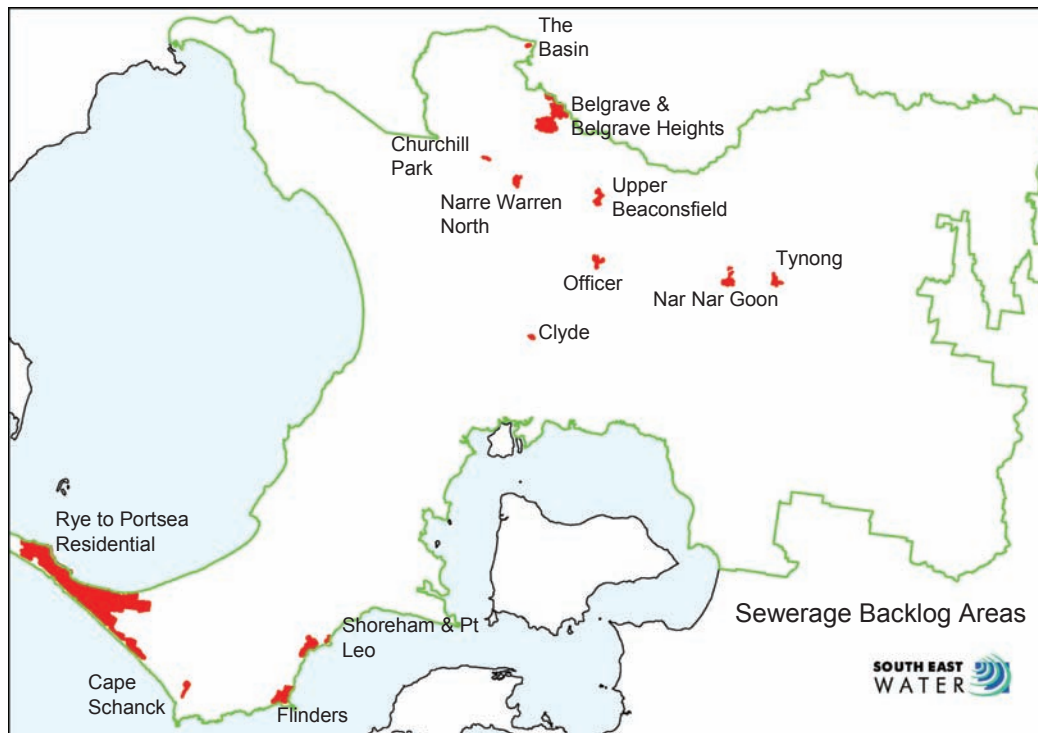 The
Basin
Belgrave &
Belgrave Heights
Churchill
Park
Narre Warren
North
Upper
Beaconsfield
Officer
Nar Nar Goon
Tynong
Clyde
Rye to Portsea
Residential
Shoreham & Pt
Leo
Cape
Schanck
Flinders
Sewerage Backlog Areas
SOUTH EAST
WATER